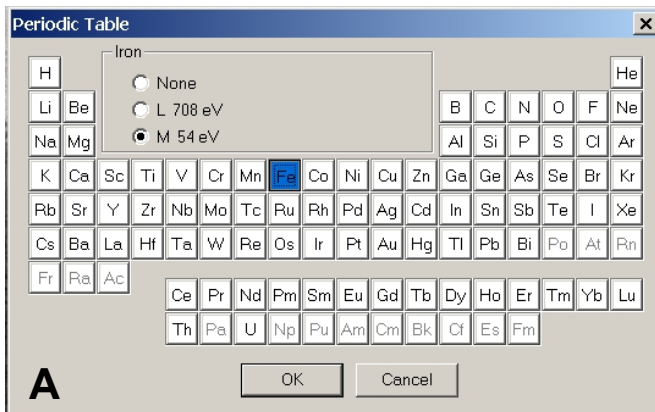 Periodic Table
Iron
None
L 708 eV
M 54 eV
H He
Li Be B C N O F Ne
Na Mg Al Si P S Cl Ar
K Ca Sc Ti V Cr Mn Fe Co Ni Cu Zn Ga Ge As Se Br Kr
Rb Sr Y Zr Nb Mo Tc Ru Rh Pd Ag Cd In Sn Sb Te I Xe
Cs Ba La Hf Ta W Re Os Ir Pt Au Hg Tl Pb Bi Po At Rn
Fr Ra Ac
Ce Pr Nd Pm Sm Eu Gd Tb Dy Ho Er Tm Yb Lu
Th Pa U Np Pu Am Cm Bk Cf Es Fm
A OK Cancel